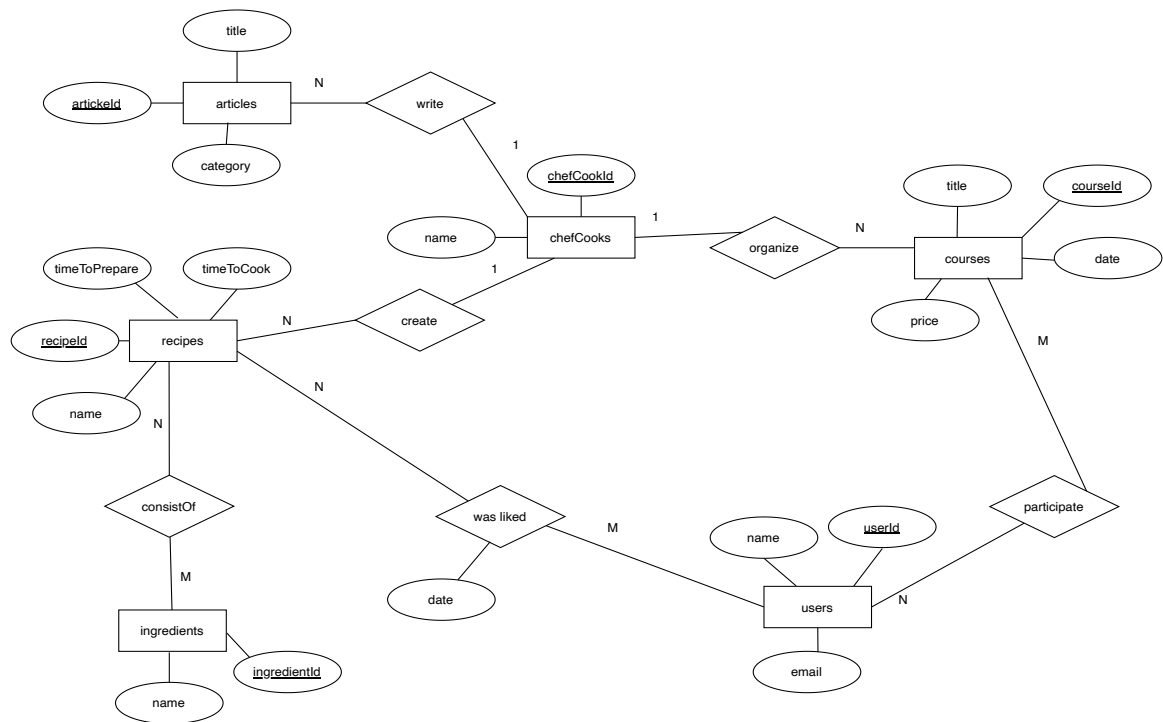 title
N
artickeId
articles
write
1
category
chefCookId
name
chefCooks
1
organize
N
title
courseId
courses
date
price
M
timeToPrepare
timeToCook
1
recipeId
recipes
N
create
name
N
N
consistOf
was liked
M
participate
name
userId
M
date
users
N
ingredients
ingredientId
name
email